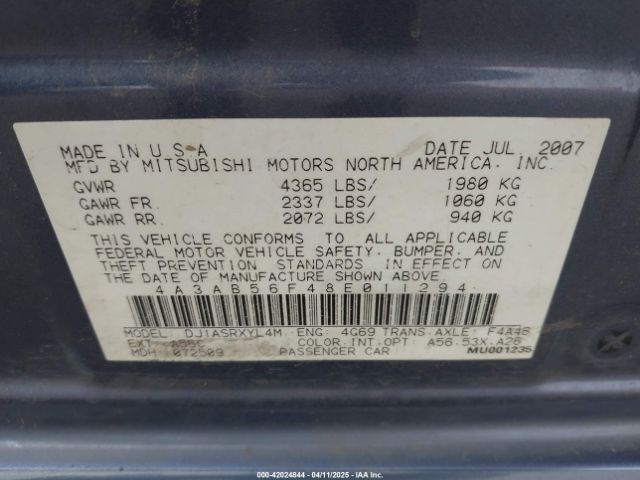 MADE IN U S A DATE JUL. 2007
MFD BY MITSUBISHI MOTORS NORTH AMERICA. INC.
GVWR 4365 LBS/ 1980 KG
GAWR FR. 2337 LBS/ 1060 KG
GAWR RR. 2072 LBS/ 940 KG
THIS VEHICLE CONFORMS TO ALL APPLICABLE
FEDERAL MOTOR VEHICLE SAFETY. BUMPER. AND
THEFT PREVENTION STANDARDS IN EFFECT ON
THE DATE OF MANUFACTURE SHOWN ABOVE.
4A3AB56F48E011294
MODEL: DJ1ASRXYL4M ENG: 4G69 TRANS. AXLE: F4A4B
EXT: A56C COLOR INT. OPT: A56.53X.A26
MDH 072509 PASSENGER CAR MU001235
000-42024844 - 04/11/2025 - IAA Inc.